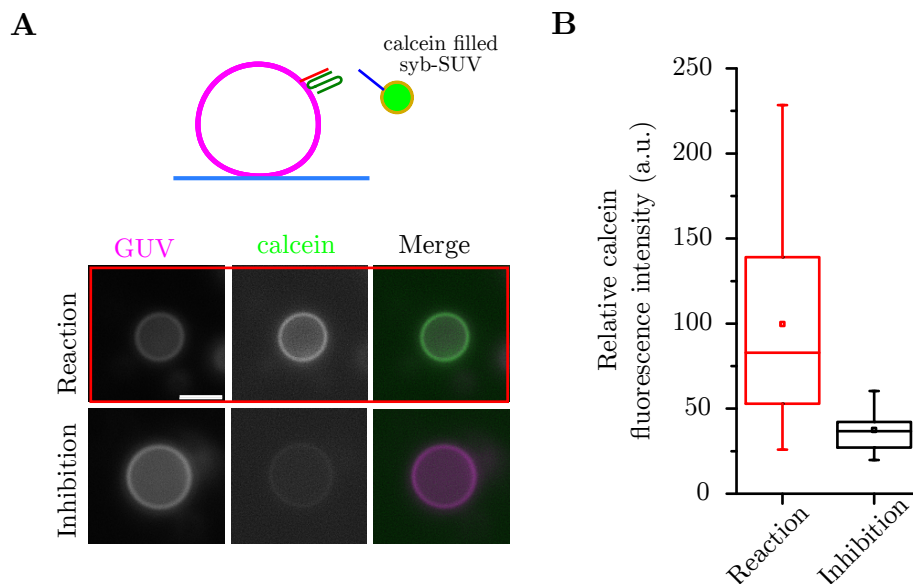 A
calcein filled
syb-SUV
GUV
calcein
Merge
Reaction
Inhibition
B
Relative calcein
fluorescence intensity (a.u.)
250
200
150
100
50
0
Reaction
Inhibition